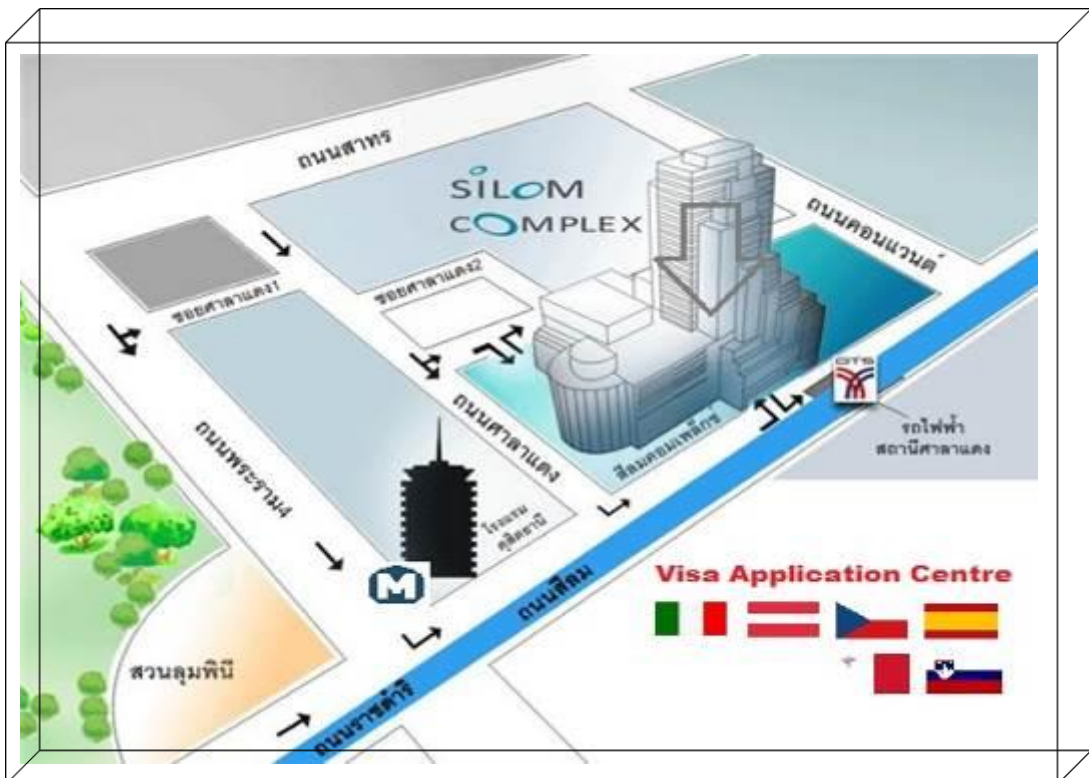 ถนนสาทร
SILOM
COMPLEX
ถนนคอนแวนต์
ซอยศาลาแดง1
ซอยศาลาแดง2
BTS
รถไฟฟ้า
สถานีศาลาแดง
ถนนศาลาแดง
สีลมคอมเพล็กซ์
ถนนพระราม4
โรงแรม
ดุสิตธานี
M
ถนนสีลม
Visa Application Centre
สวนลุมพินี
ถนนราชดำริ